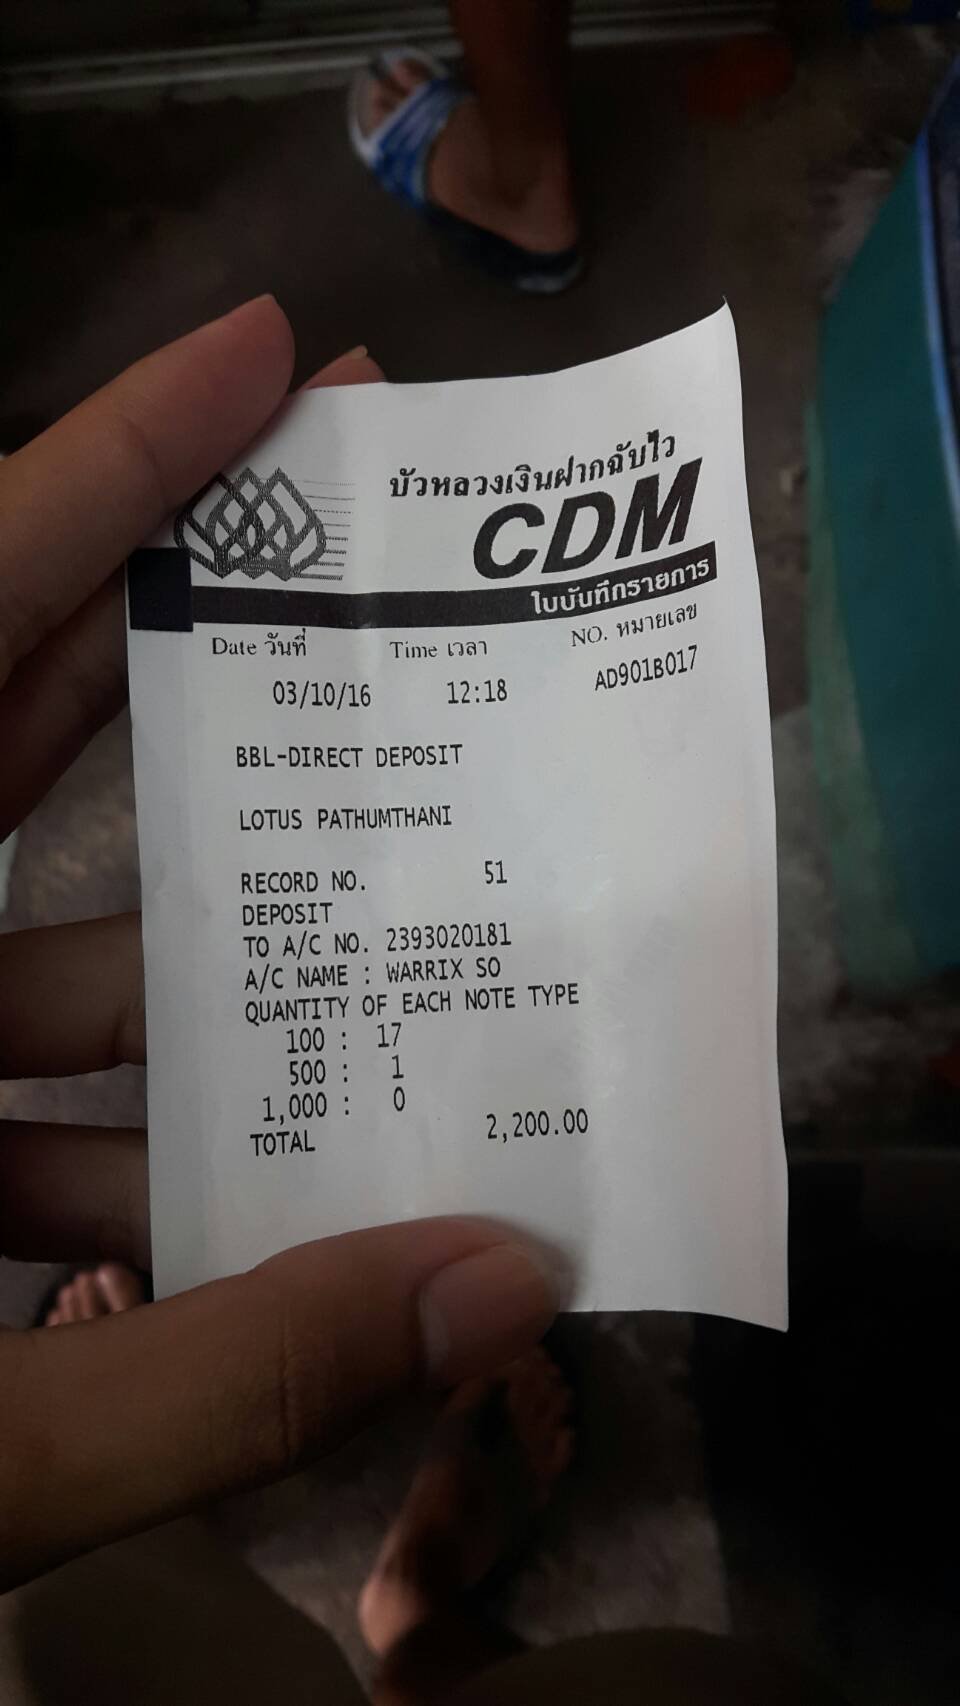 บัวหลวงเงินฝากฉับไว
CDM
ใบบันทึกรายการ
Date วันที่ Time เวลา NO. หมายเลข
03/10/16 12:18 AD901B017
BBL-DIRECT DEPOSIT
LOTUS PATHUMTHANI
RECORD NO. 51
DEPOSIT
TO A/C NO. 2393020181
A/C NAME : WARRIX SO
QUANTITY OF EACH NOTE TYPE
100 : 17
500 : 1
1,000 : 0
TOTAL 2,200.00